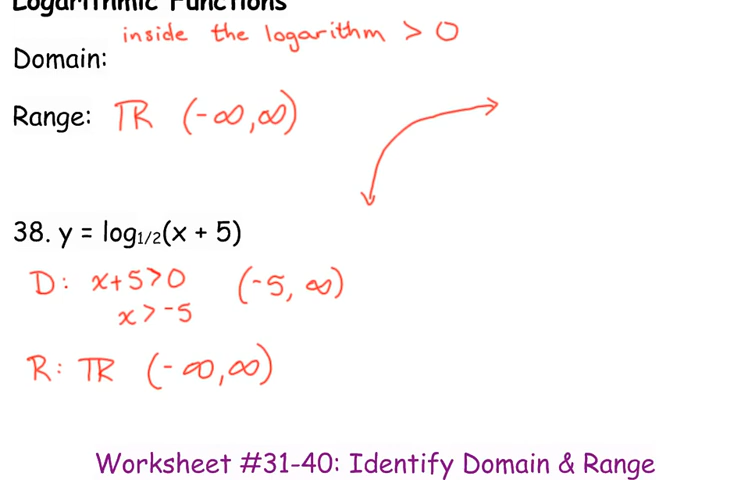 Logarithmic Functions
inside the logarithm > 0
Domain:
Range: ℝ (-∞,∞)
38. y = log₁/₂(x + 5)
D: x+5>0 (-5, ∞)
x>-5
R: ℝ (-∞,∞)
Worksheet #31-40: Identify Domain & Range